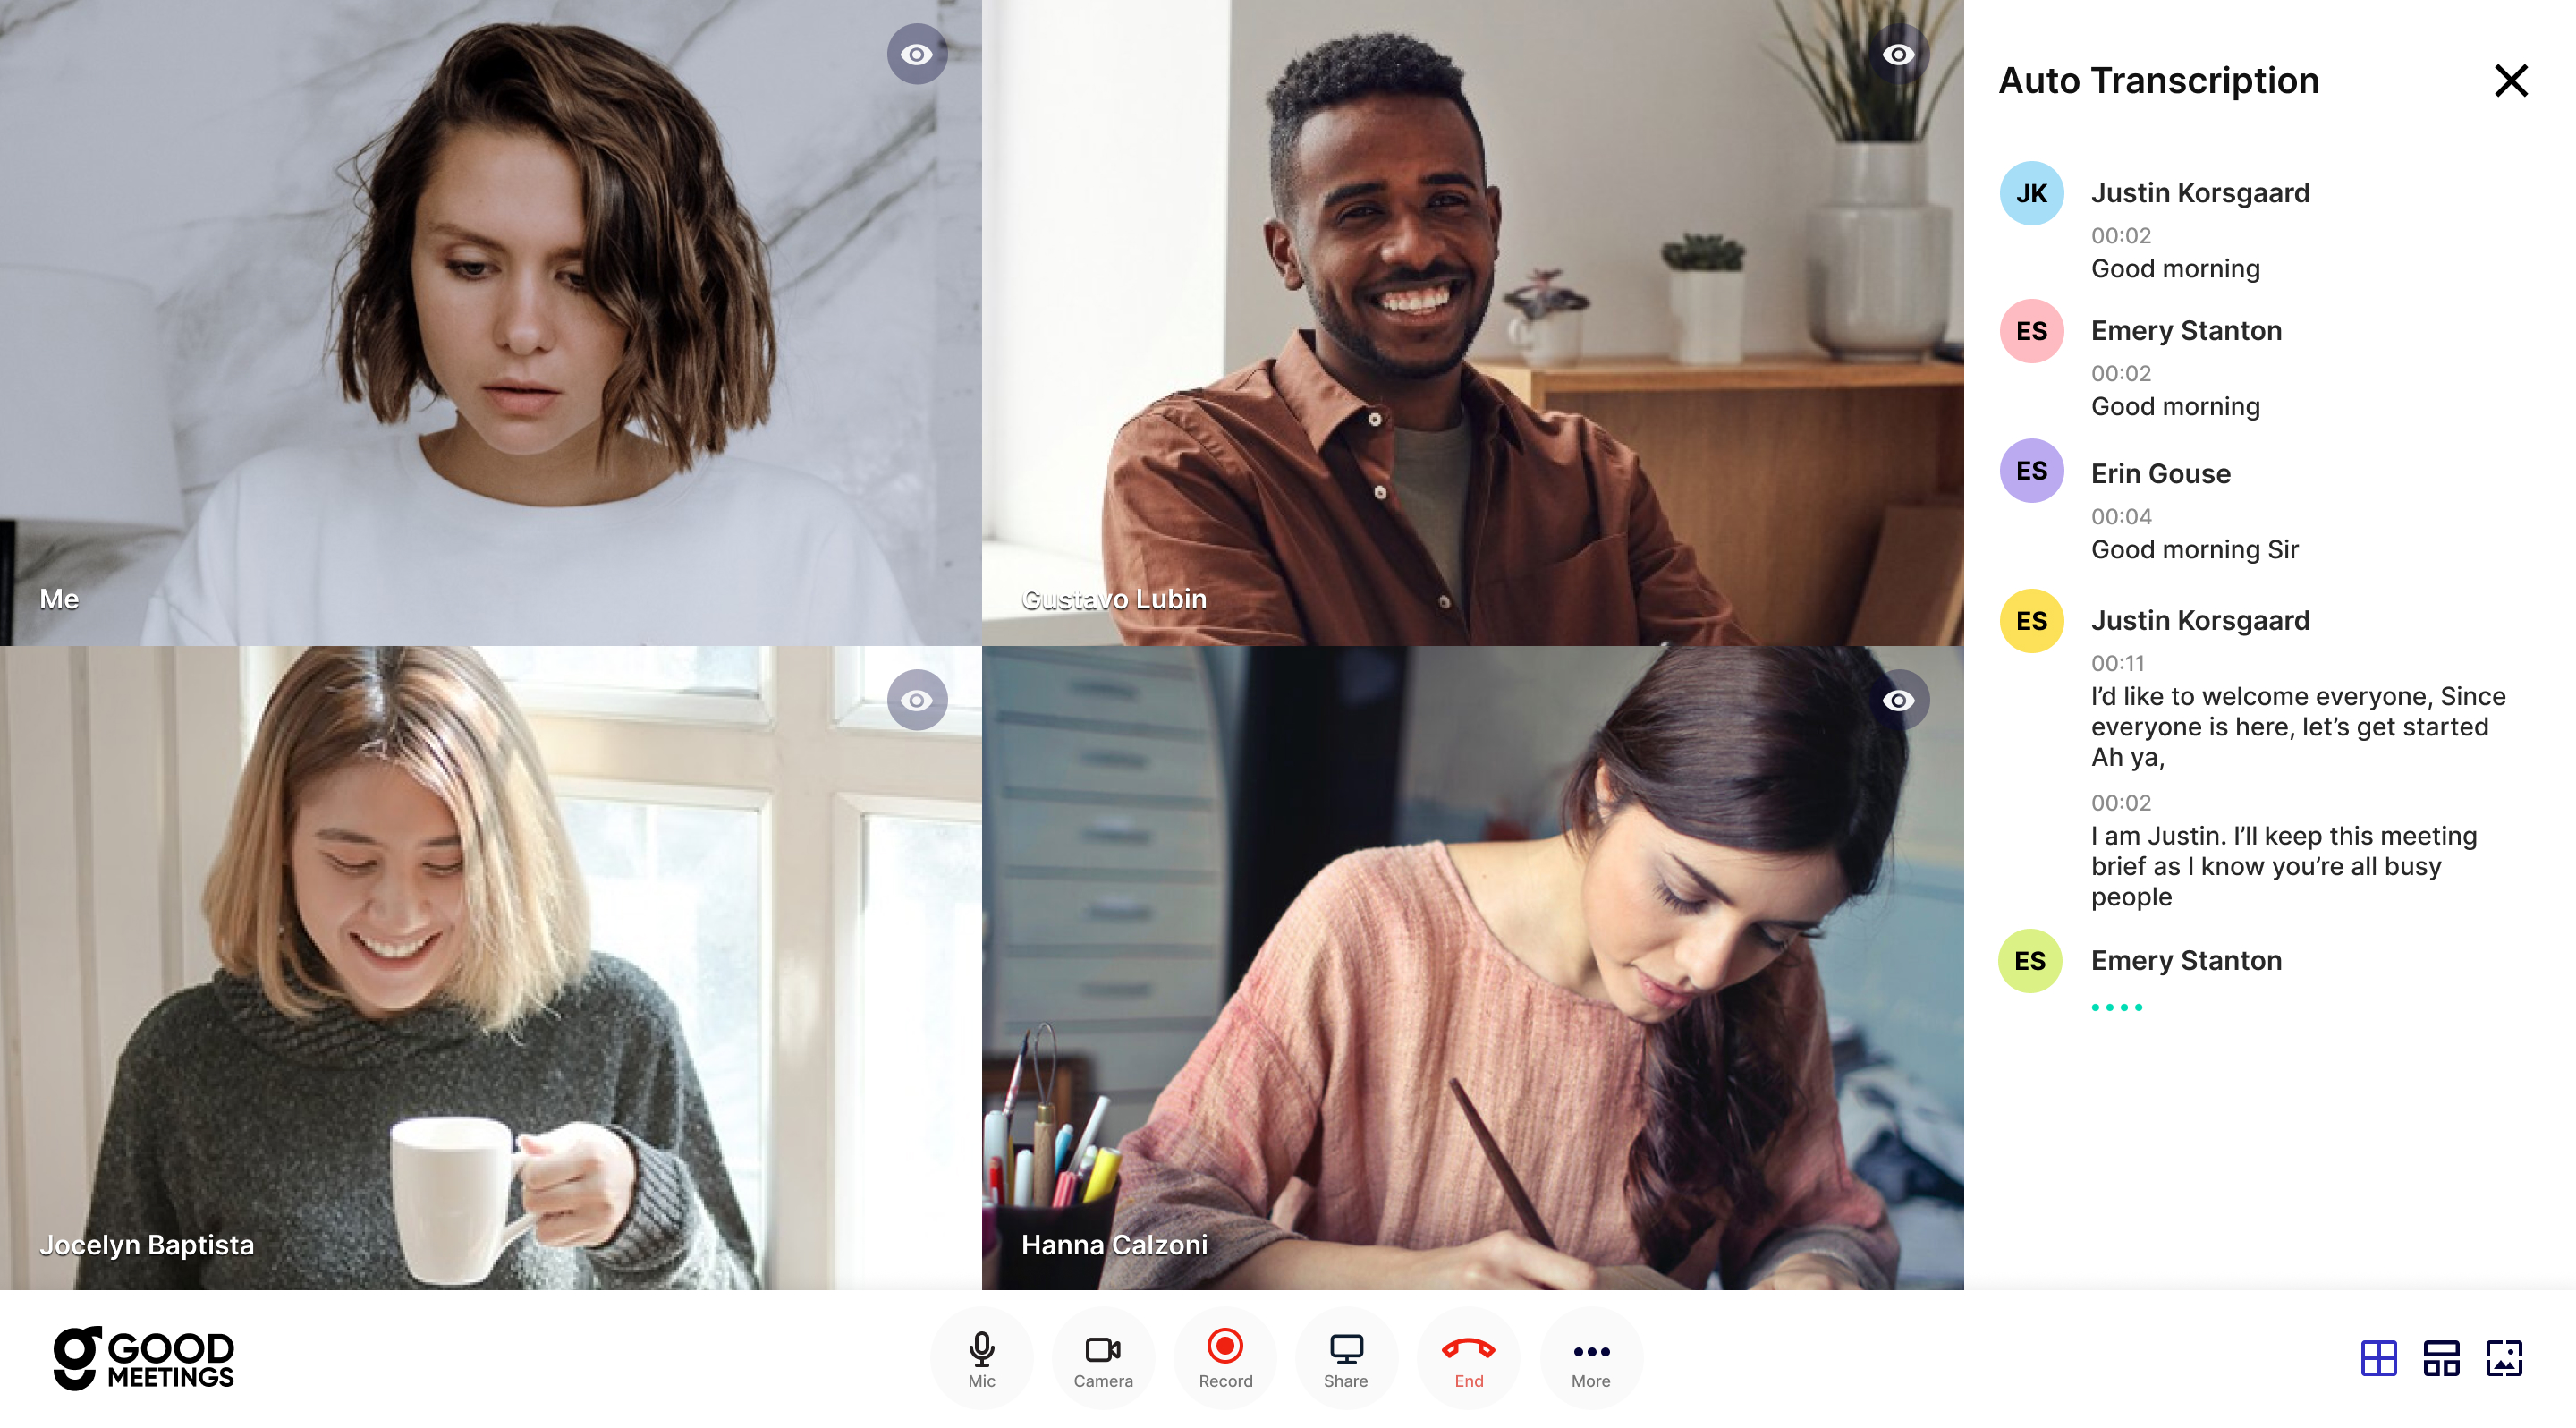 Me
Gustavo Lubin
Jocelyn Baptista
Hanna Calzoni
Auto Transcription
JK
Justin Korsgaard
00:02
Good morning
ES
Emery Stanton
00:02
Good morning
ES
Erin Gouse
00:04
Good morning Sir
ES
Justin Korsgaard
00:11
I’d like to welcome everyone, Since
everyone is here, let’s get started
Ah ya,
00:02
I am Justin. I’ll keep this meeting
brief as I know you’re all busy
people
ES
Emery Stanton
GOOD
MEETINGS
Mic
Camera
Record
Share
End
More